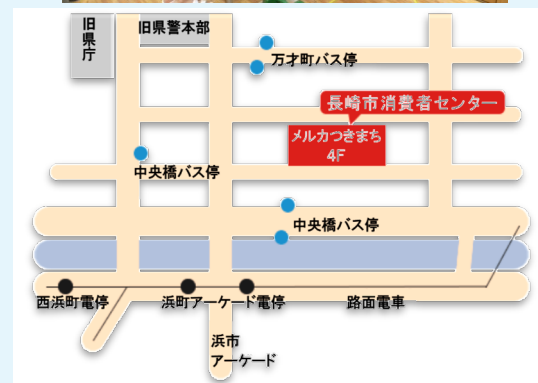 旧県庁
旧県警本部
万才町バス停
長崎市消費者センター
メルカつきまち
4F
中央橋バス停
中央橋バス停
西浜町電停
浜町アーケード電停
路面電車
浜市
アーケード